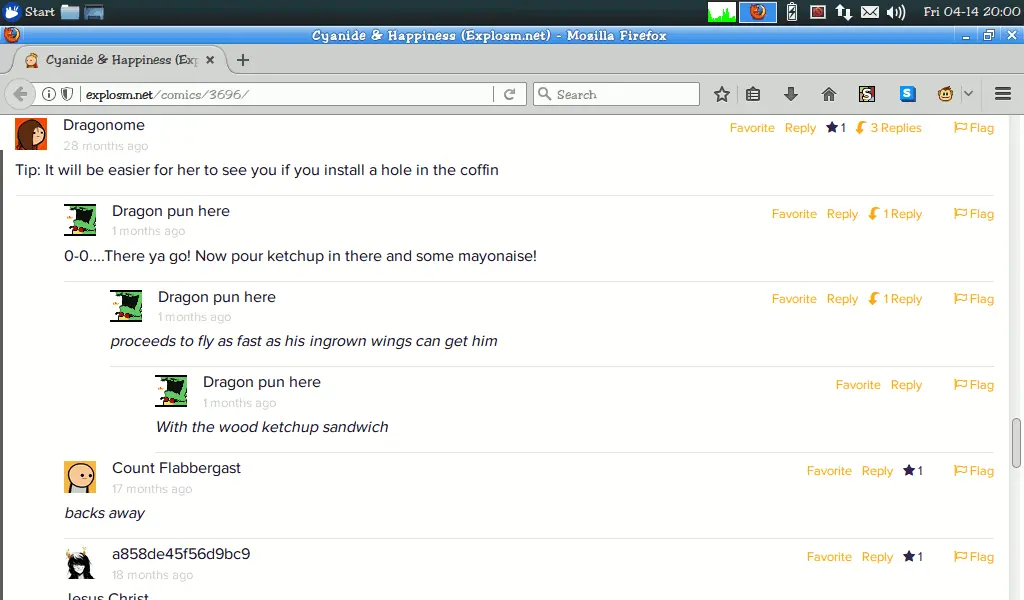 Start
Fri 04-14 20:00
Cyanide & Happiness (Explosm.net) - Mozilla Firefox
Cyanide & Happiness (Exp
explosm.net/comics/3696/
Search
Dragonome
28 months ago
Favorite Reply 1 3 Replies Flag
Tip: It will be easier for her to see you if you install a hole in the coffin
Dragon pun here
1 months ago
Favorite Reply 1 Reply Flag
0-0....There ya go! Now pour ketchup in there and some mayonaise!
Dragon pun here
1 months ago
Favorite Reply 1 Reply Flag
proceeds to fly as fast as his ingrown wings can get him
Dragon pun here
1 months ago
Favorite Reply Flag
With the wood ketchup sandwich
Count Flabbergast
17 months ago
Favorite Reply 1 Flag
backs away
a858de45f56d9bc9
18 months ago
Favorite Reply 1 Flag
Jesus Christ